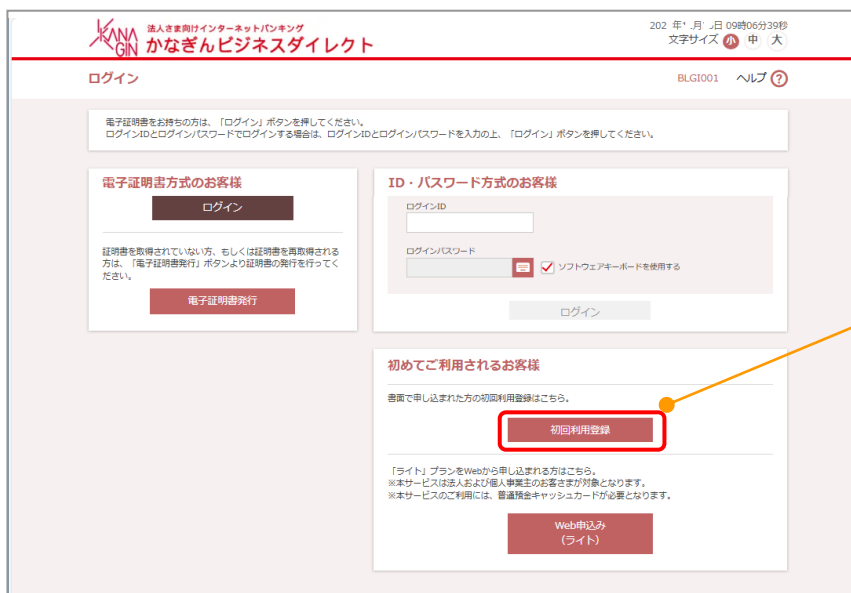 KANAGIN
法人さま向けインターネットバンキング
かなぎんビジネスダイレクト
202 年 月 日 09時06分39秒
文字サイズ 小 中 大
ログイン
BLGI001 ヘルプ ?
電子証明書をお持ちの方は、「ログイン」ボタンを押してください。
ログインIDとログインパスワードでログインする場合は、ログインIDとログインパスワードを入力の上、「ログイン」ボタンを押してください。
電子証明書方式のお客様
ログイン
証明書を取得されていない方、もしくは証明書を再取得される
方は、「電子証明書発行」ボタンより証明書の発行を行ってく
ださい。
電子証明書発行
ID・パスワード方式のお客様
ログインID
ログインパスワード
ソフトウェアキーボードを使用する
ログイン
初めてご利用されるお客様
書面で申し込まれた方の初回利用登録はこちら。
初回利用登録
「ライト」プランをWebから申し込まれる方はこちら。
※本サービスは法人および個人事業主のお客さまが対象となります。
※本サービスのご利用には、普通預金キャッシュカードが必要となります。
Web申込み
(ライト)